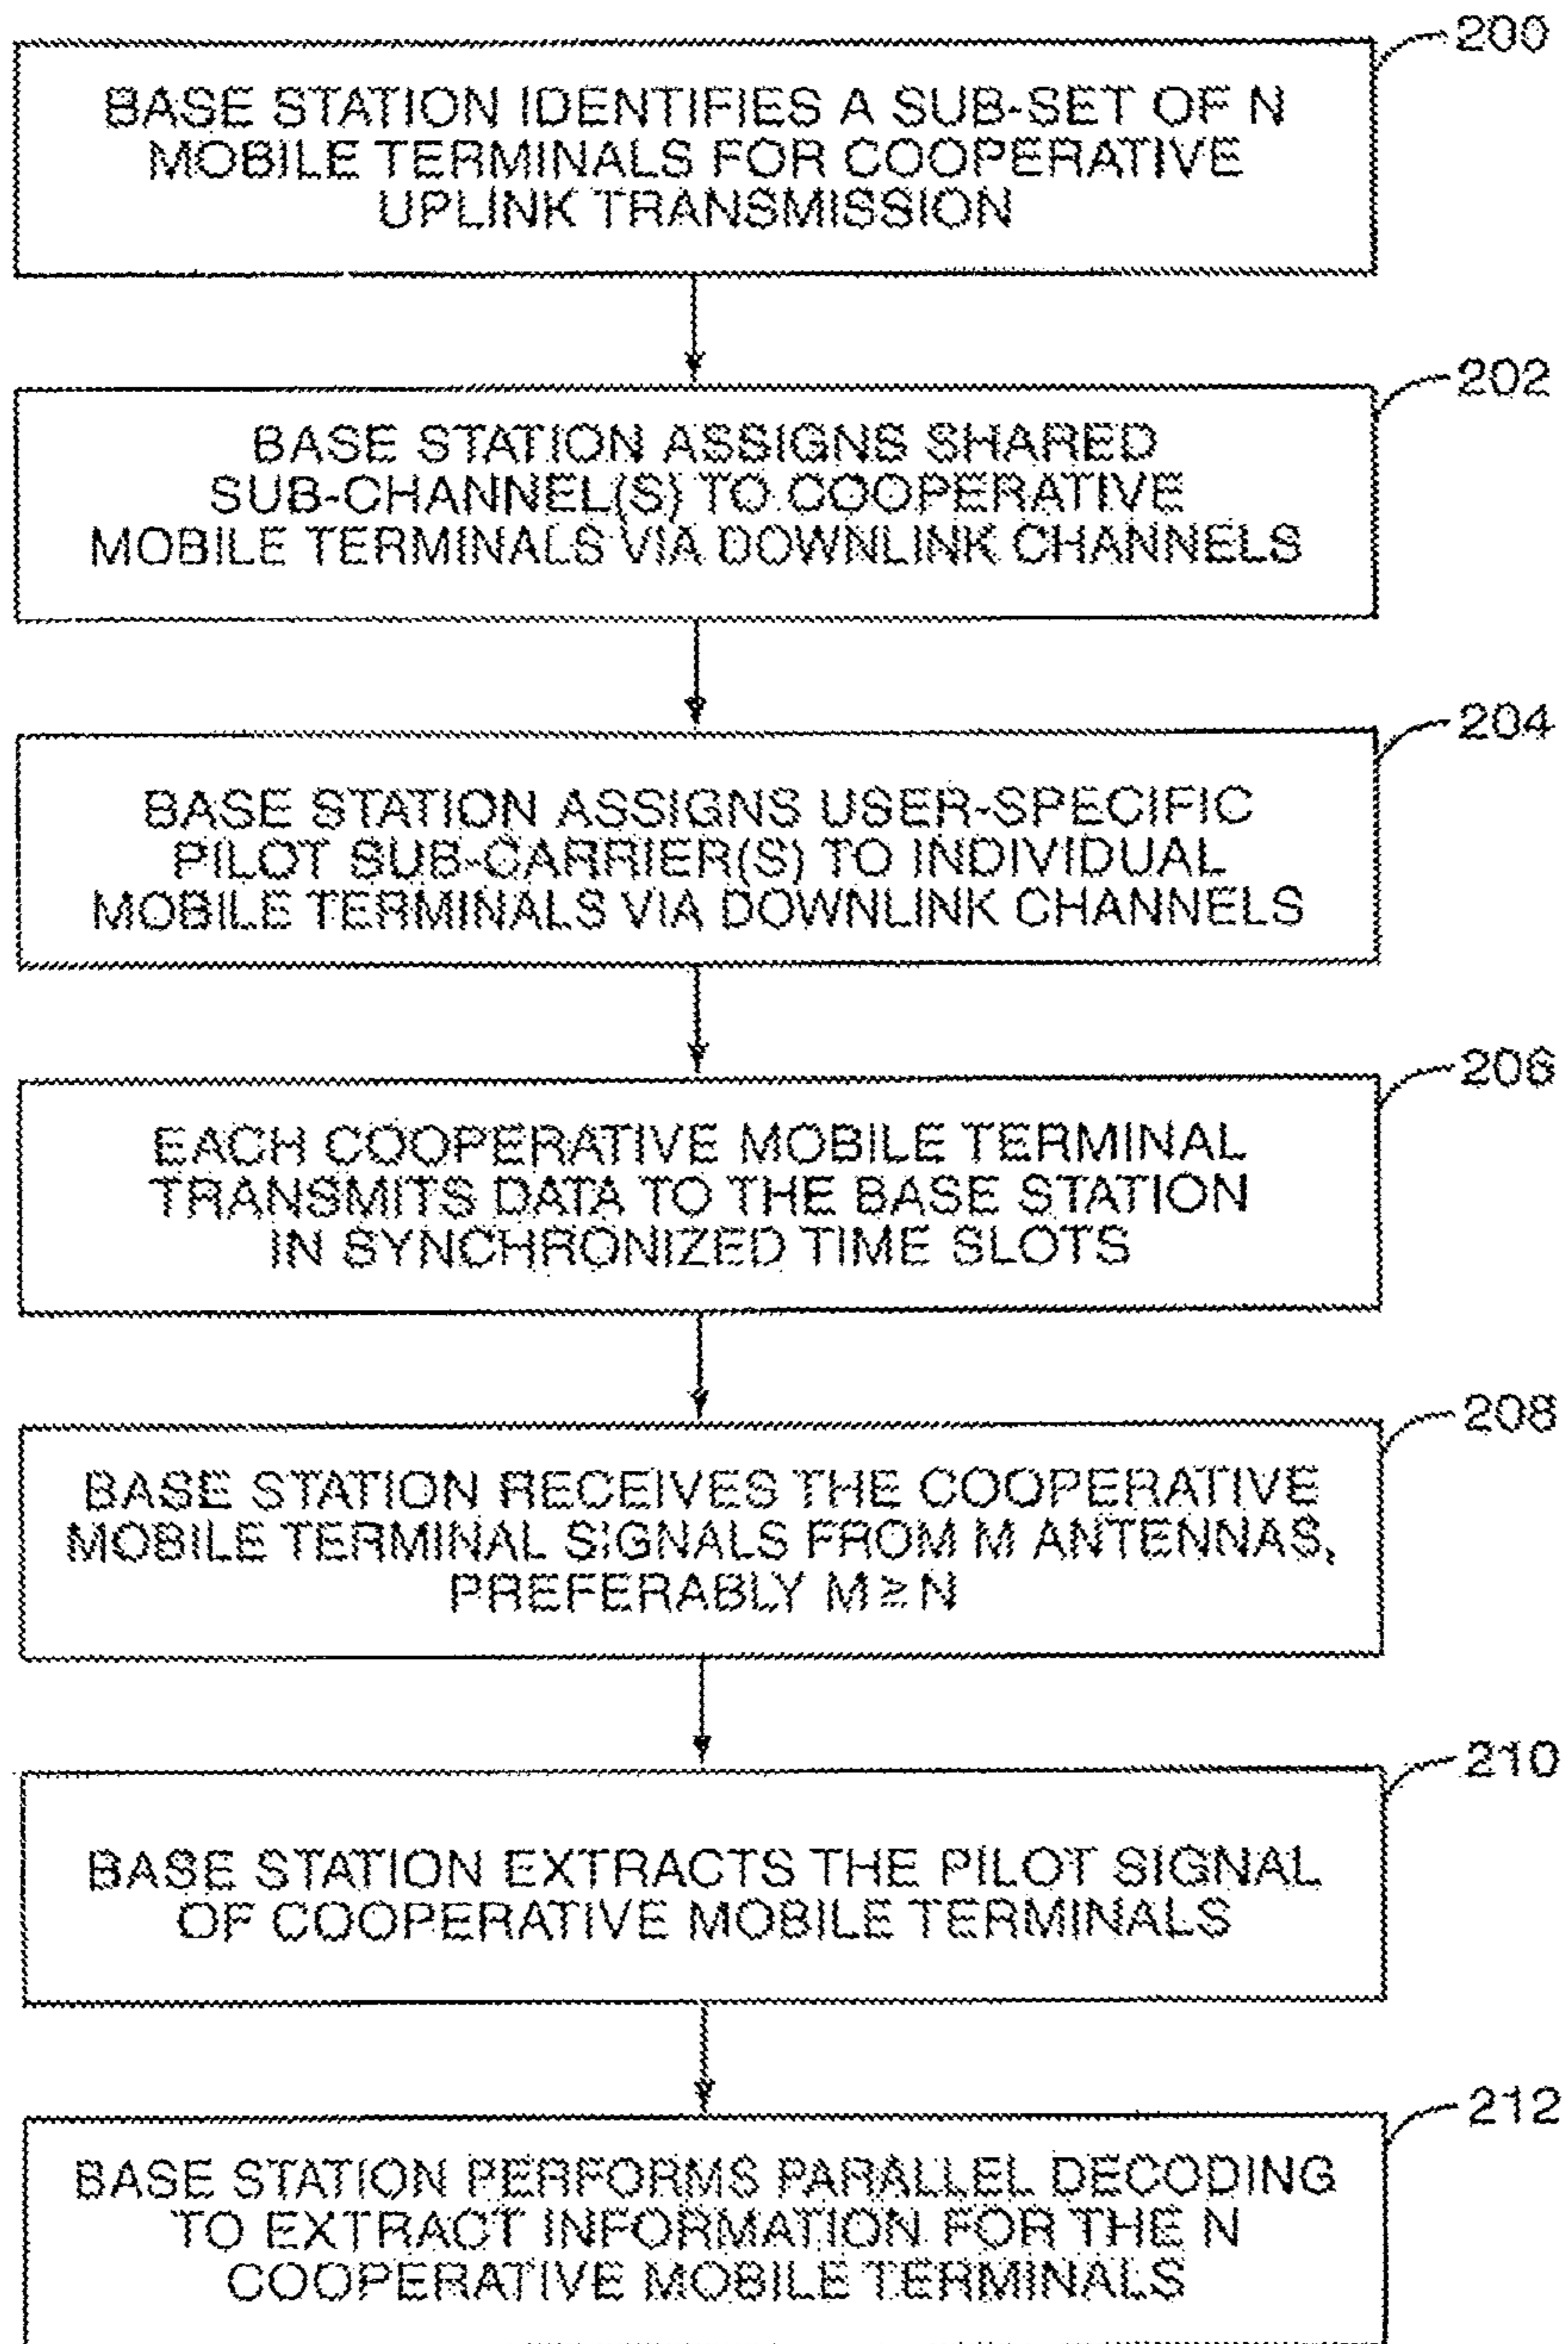 200
BASE STATION IDENTIFIES A SUB-SET OF N
MOBILE TERMINALS FOR COOPERATIVE
UPLINK TRANSMISSION
202
BASE STATION ASSIGNS SHARED
SUB-CHANNEL(S) TO COOPERATIVE
MOBILE TERMINALS VIA DOWNLINK CHANNELS
204
BASE STATION ASSIGNS USER-SPECIFIC
PILOT SUB-CARRIER(S) TO INDIVIDUAL
MOBILE TERMINALS VIA DOWNLINK CHANNELS
206
EACH COOPERATIVE MOBILE TERMINAL
TRANSMITS DATA TO THE BASE STATION
IN SYNCHRONIZED TIME SLOTS
208
BASE STATION RECEIVES THE COOPERATIVE
MOBILE TERMINAL SIGNALS FROM M ANTENNAS,
PREFERABLY M ≥ N
210
BASE STATION EXTRACTS THE PILOT SIGNAL
OF COOPERATIVE MOBILE TERMINALS
212
BASE STATION PERFORMS PARALLEL DECODING
TO EXTRACT INFORMATION FOR THE N
COOPERATIVE MOBILE TERMINALS